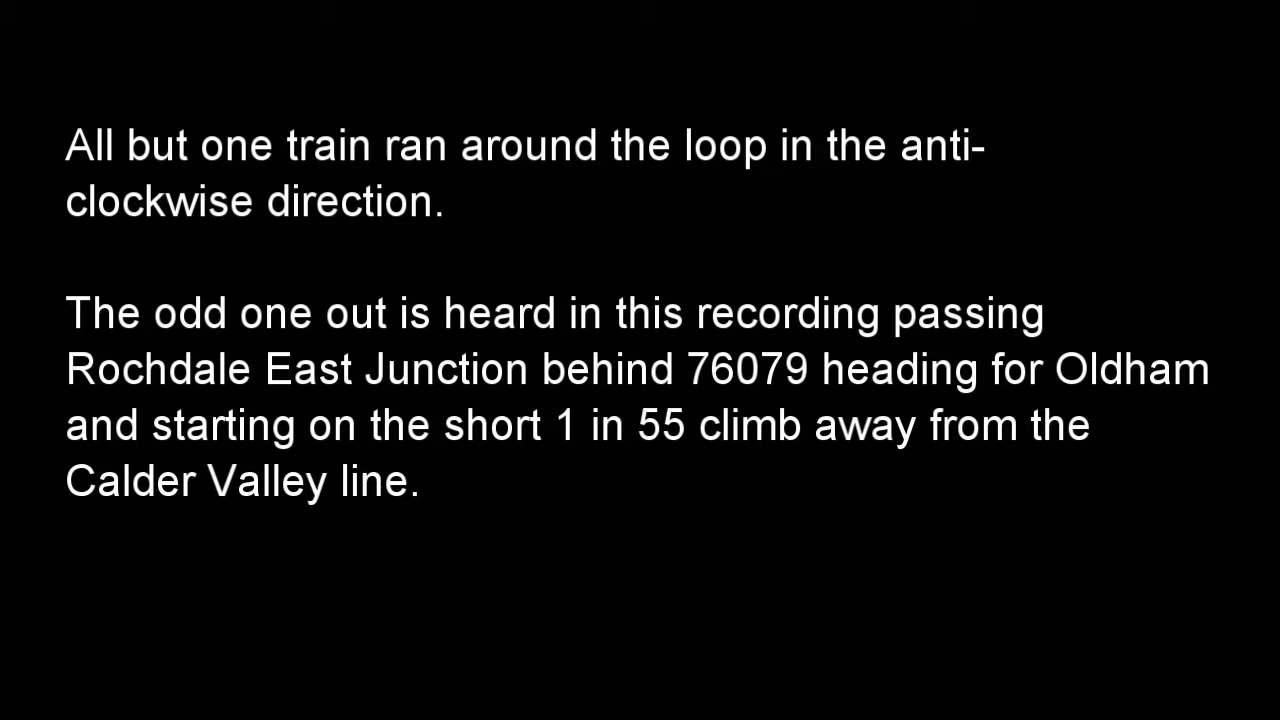 All but one train ran around the loop in the anti-
clockwise direction.
The odd one out is heard in this recording passing
Rochdale East Junction behind 76079 heading for Oldham
and starting on the short 1 in 55 climb away from the
Calder Valley line.